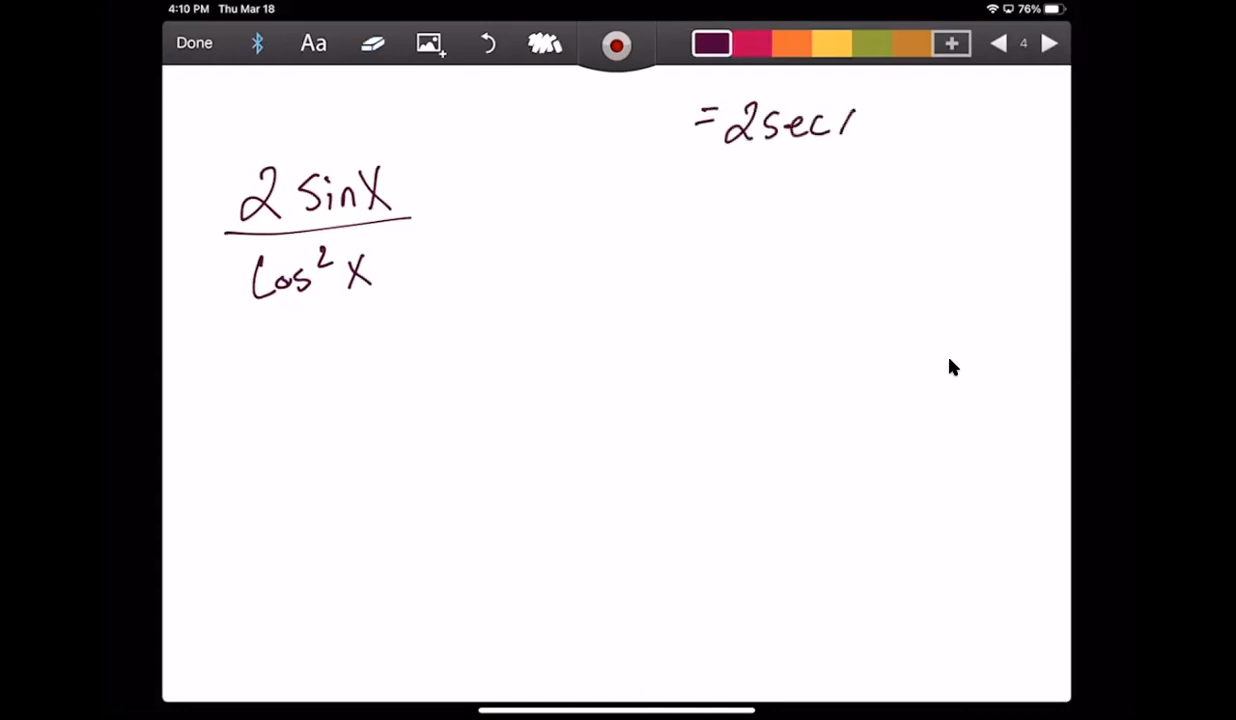 4:10 PM Thu Mar 18 76%
Done Aa 4
= 2sec
2 sinx
cos² x